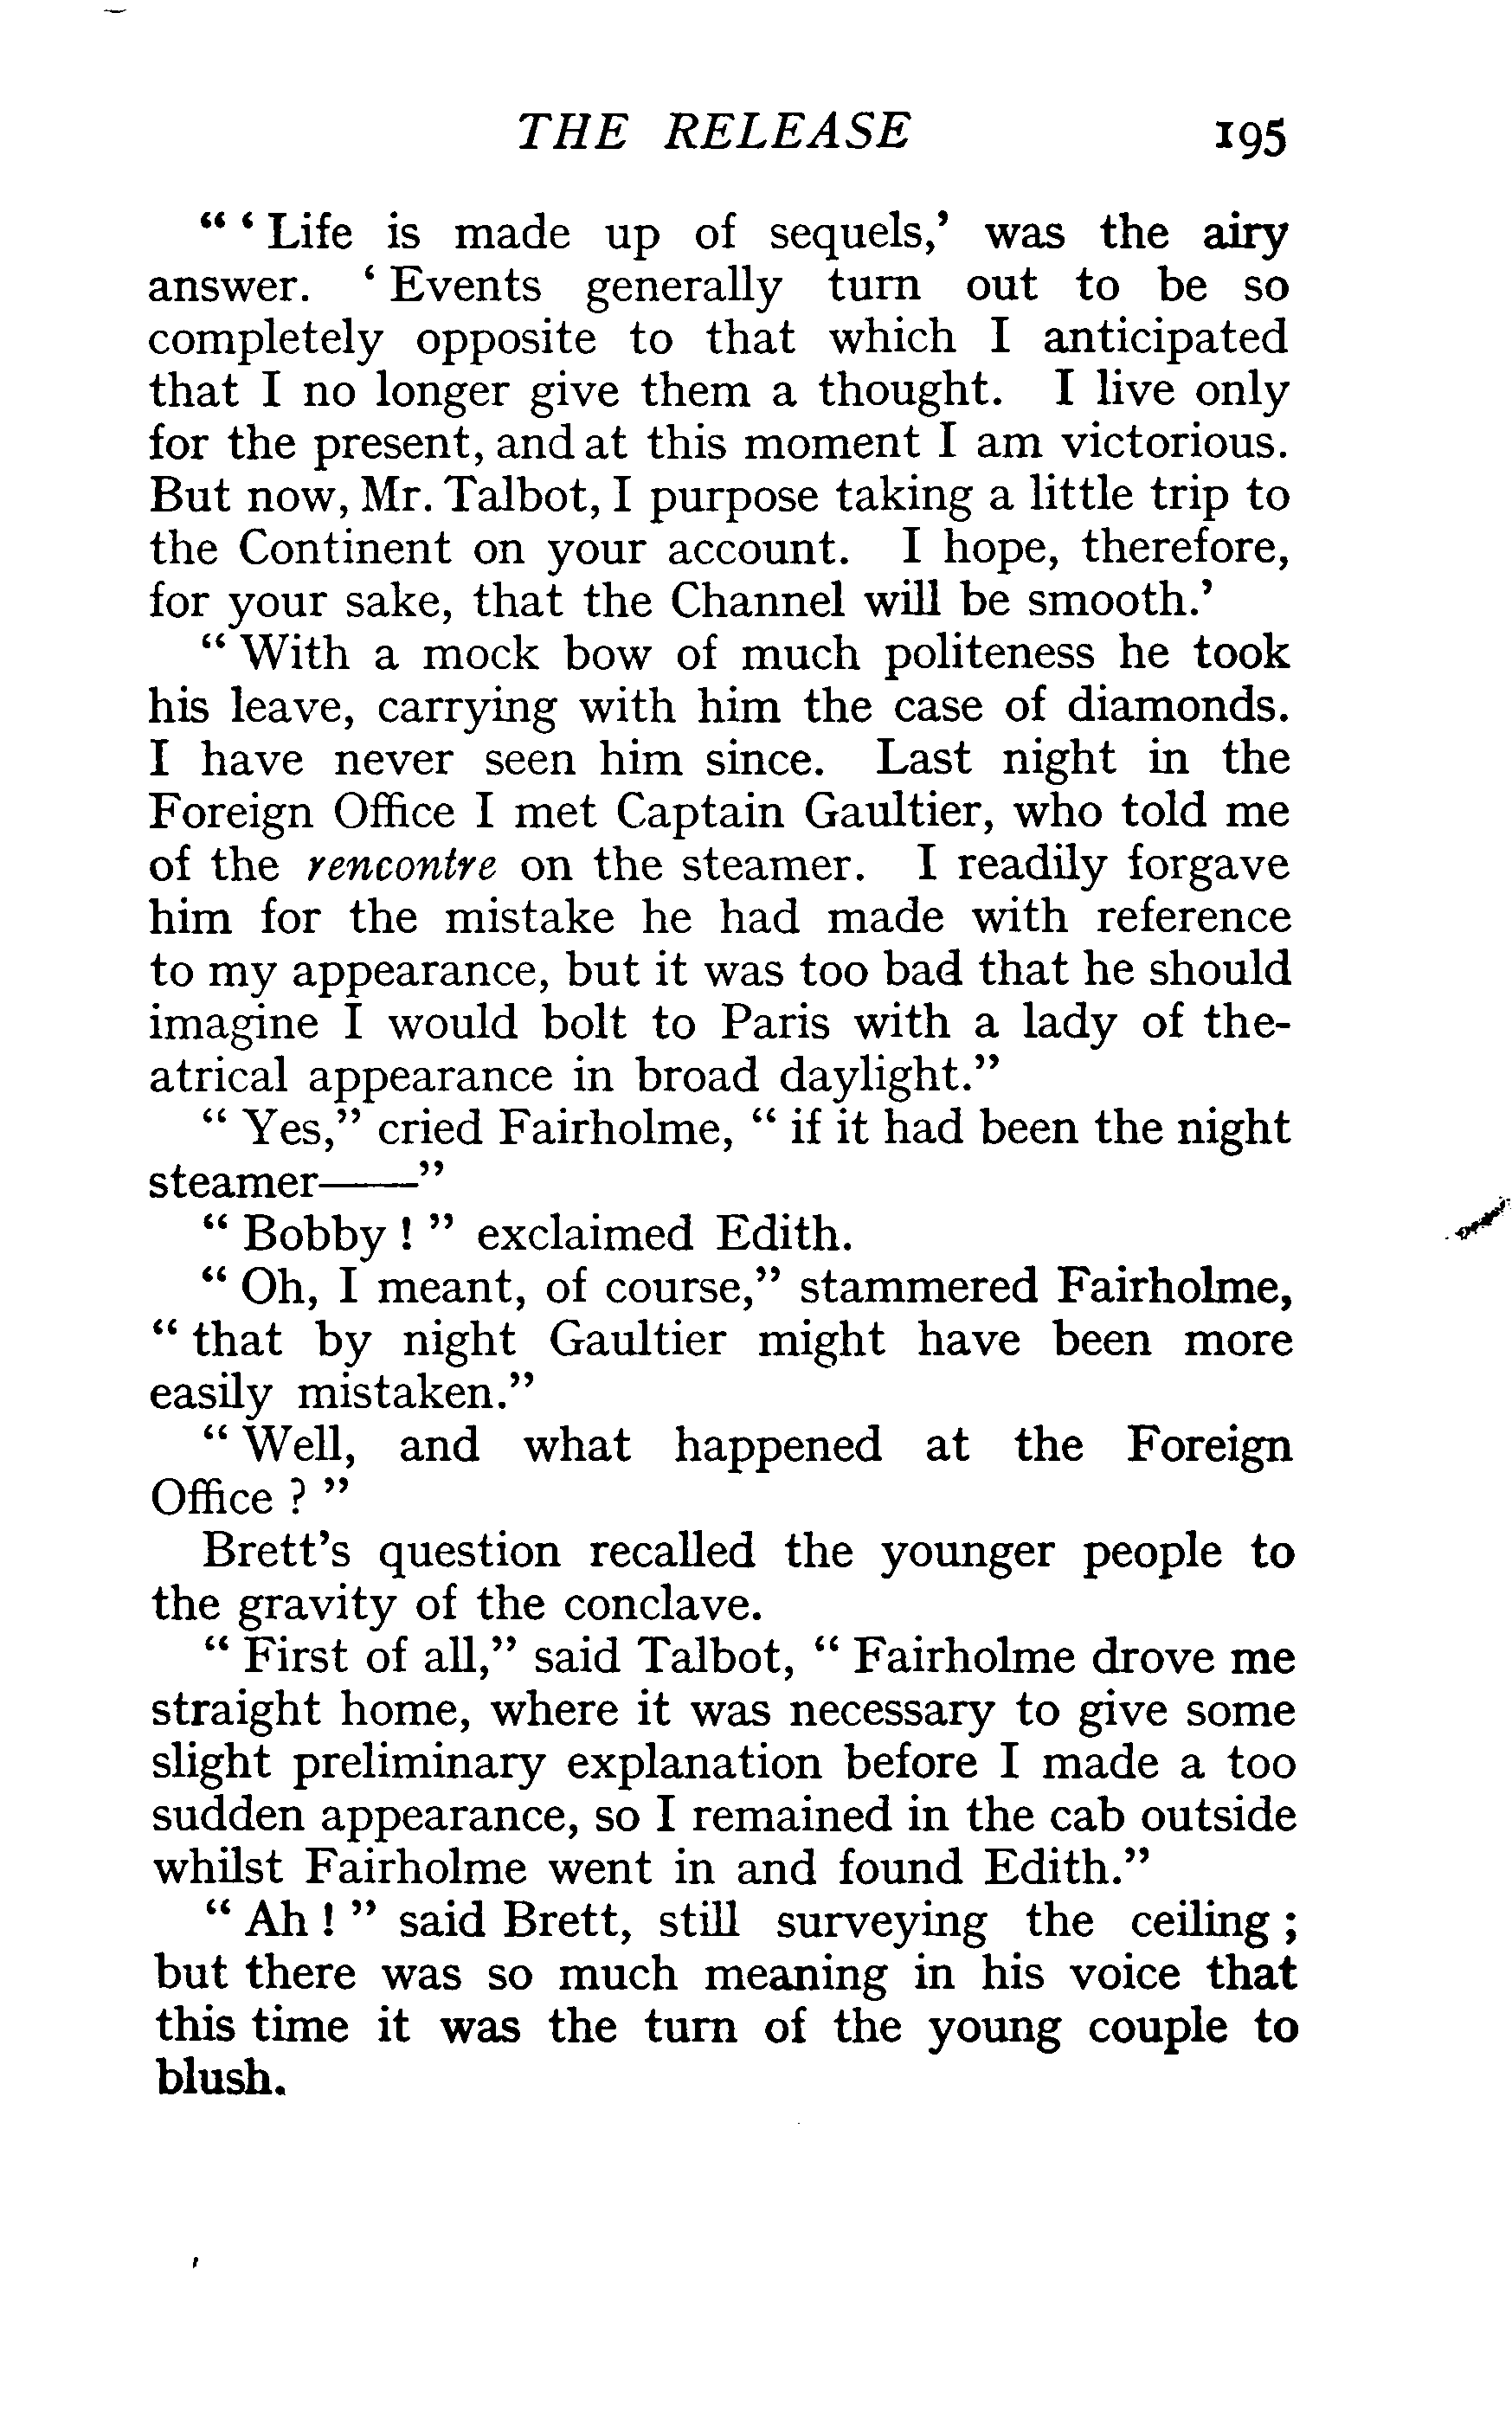 THE RELEASE 195
" ' Life is made up of sequels,' was the airy
answer. ' Events generally turn out to be so
completely opposite to that which I anticipated
that I no longer give them a thought. I live only
for the present, and at this moment I am victorious.
But now, Mr. Talbot, I purpose taking a little trip to
the Continent on your account. I hope, therefore,
for your sake, that the Channel will be smooth.'
" With a mock bow of much politeness he took
his leave, carrying with him the case of diamonds.
I have never seen him since. Last night in the
Foreign Office I met Captain Gaultier, who told me
of the rencontre on the steamer. I readily forgave
him for the mistake he had made with reference
to my appearance, but it was too bad that he should
imagine I would bolt to Paris with a lady of the-
atrical appearance in broad daylight."
" Yes," cried Fairholme, " if it had been the night
steamer——"
" Bobby ! " exclaimed Edith.
" Oh, I meant, of course," stammered Fairholme,
" that by night Gaultier might have been more
easily mistaken."
" Well, and what happened at the Foreign
Office ? "
Brett's question recalled the younger people to
the gravity of the conclave.
" First of all," said Talbot, " Fairholme drove me
straight home, where it was necessary to give some
slight preliminary explanation before I made a too
sudden appearance, so I remained in the cab outside
whilst Fairholme went in and found Edith."
" Ah ! " said Brett, still surveying the ceiling ;
but there was so much meaning in his voice that
this time it was the turn of the young couple to
blush.